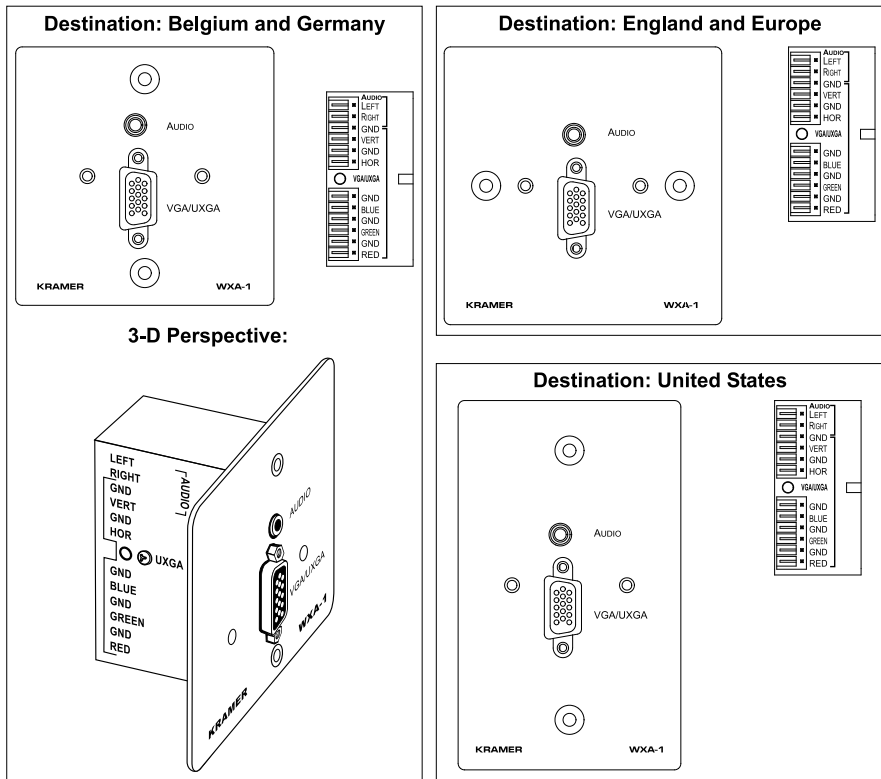 Destination: Belgium and Germany
AUDIO
VGA/UXGA
KRAMER WXA-1
AUDIO
LEFT
RIGHT
GND
VERT
GND
HOR
VGA/UXGA
GND
BLUE
GND
GREEN
GND
RED
3-D Perspective:
LEFT
RIGHT
GND
VERT
GND
HOR
AUDIO
UXGA
GND
BLUE
GND
GREEN
GND
RED
AUDIO
VGA/UXGA
KRAMER WXA-1
Destination: England and Europe
AUDIO
VGA/UXGA
KRAMER WXA-1
AUDIO
LEFT
RIGHT
GND
VERT
GND
HOR
VGA/UXGA
GND
BLUE
GND
GREEN
GND
RED
Destination: United States
AUDIO
VGA/UXGA
KRAMER WXA-1
AUDIO
LEFT
RIGHT
GND
VERT
GND
HOR
VGA/UXGA
GND
BLUE
GND
GREEN
GND
RED